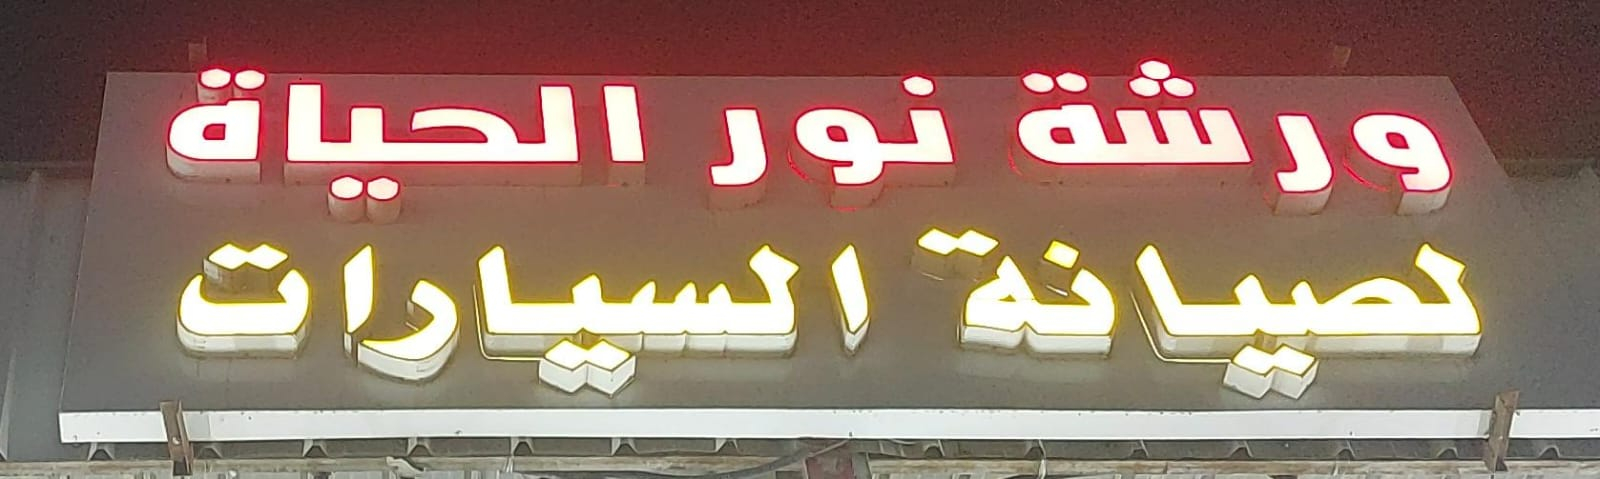 ورشة نور الحياة
لصيانة السيارات